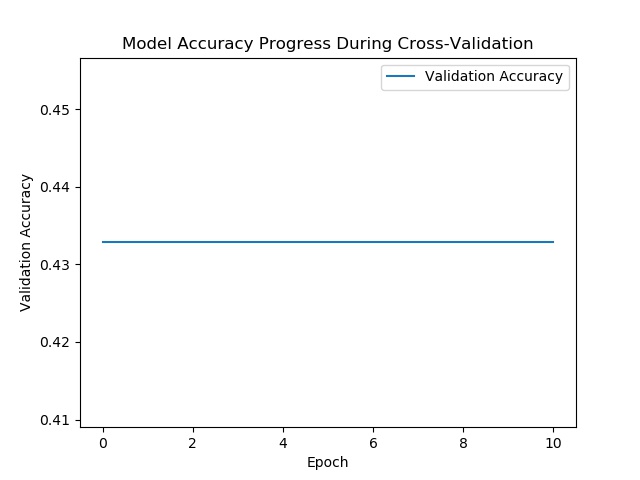 Model Accuracy Progress During Cross-Validation
Validation Accuracy
0.45
0.44
0.43
0.42
0.41
Validation Accuracy
0 2 4 6 8 10
Epoch